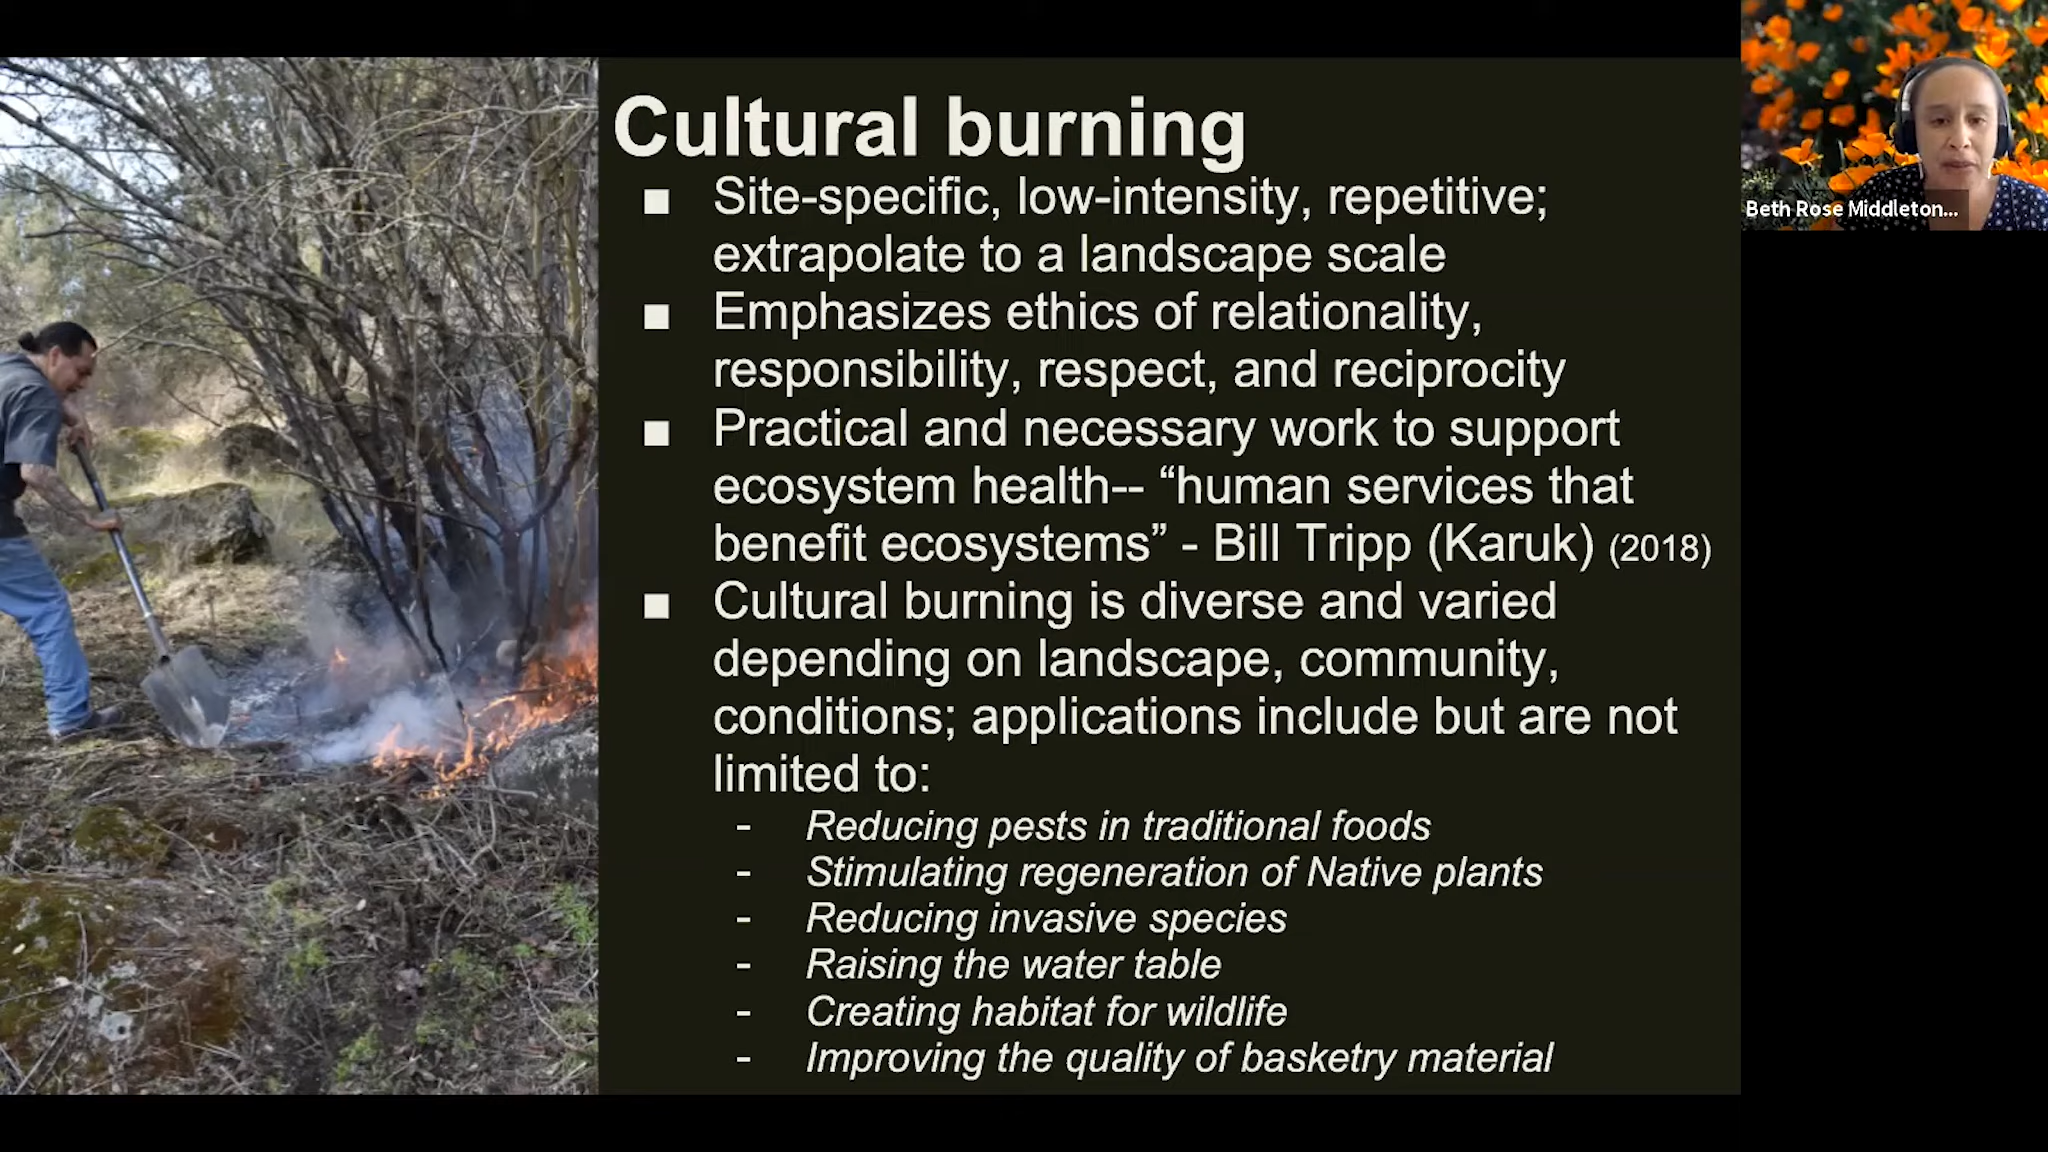 Cultural burning
■ Site-specific, low-intensity, repetitive;
extrapolate to a landscape scale
■ Emphasizes ethics of relationality,
responsibility, respect, and reciprocity
■ Practical and necessary work to support
ecosystem health-- “human services that
benefit ecosystems” - Bill Tripp (Karuk) (2018)
■ Cultural burning is diverse and varied
depending on landscape, community,
conditions; applications include but are not
limited to:
- Reducing pests in traditional foods
- Stimulating regeneration of Native plants
- Reducing invasive species
- Raising the water table
- Creating habitat for wildlife
- Improving the quality of basketry material
Beth Rose Middleton...